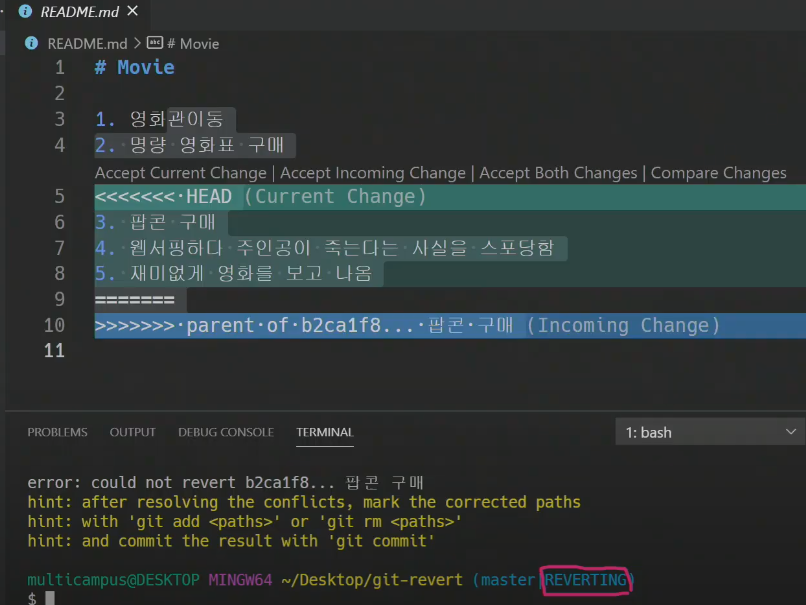 README.md ✕
README.md > # Movie
1 # Movie
2
3 1. 영화관이동
4 2. 명량 영화표 구매
Accept Current Change | Accept Incoming Change | Accept Both Changes | Compare Changes
5 <<<<<<< HEAD (Current Change)
6 3. 팝콘 구매
7 4. 웹서핑하다 주인공이 죽는다는 사실을 스포당함
8 5. 재미없게 영화를 보고 나옴
9 =======
10 >>>>>>> parent of b2ca1f8... 팝콘 구매 (Incoming Change)
11
PROBLEMS OUTPUT DEBUG CONSOLE TERMINAL 1: bash
error: could not revert b2ca1f8... 팝콘 구매
hint: after resolving the conflicts, mark the corrected paths
hint: with 'git add <paths>' or 'git rm <paths>'
hint: and commit the result with 'git commit'
multicampus@DESKTOP MINGW64 ~/Desktop/git-revert (master|REVERTING)
$